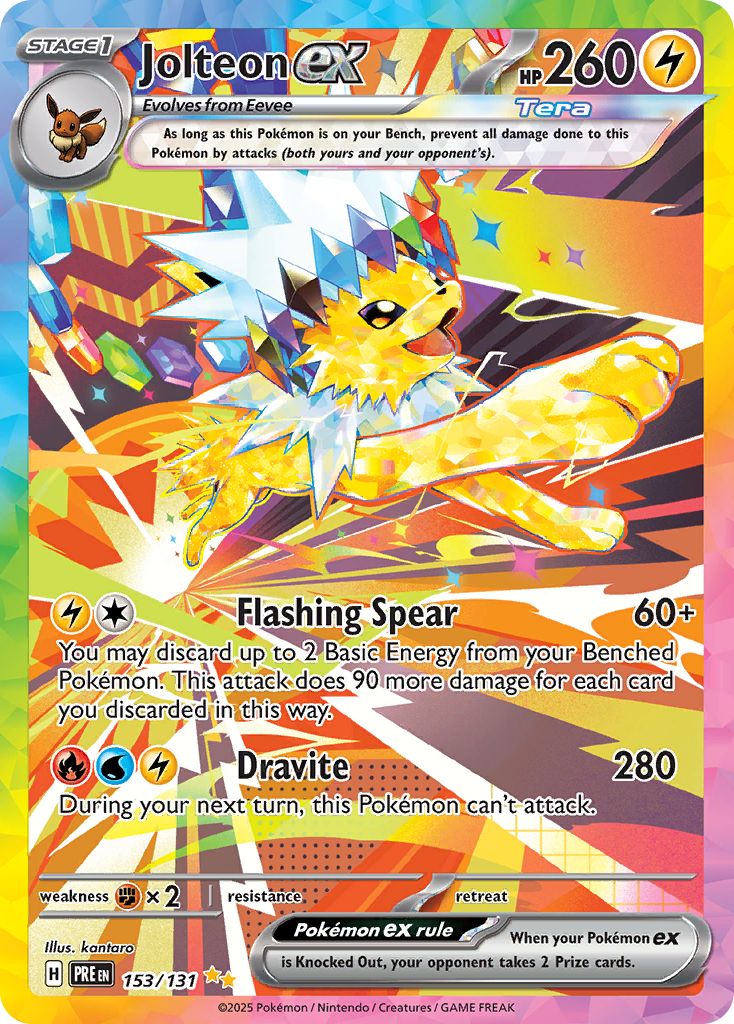 STAGE 1
Jolteon ex
HP 260
Evolves from Eevee
Tera
As long as this Pokémon is on your Bench, prevent all damage done to this
Pokémon by attacks (both yours and your opponent’s).
Flashing Spear 60+
You may discard up to 2 Basic Energy from your Benched
Pokémon. This attack does 90 more damage for each card
you discarded in this way.
Dravite 280
During your next turn, this Pokémon can’t attack.
weakness ×2 resistance retreat
Illus. kantaro
Pokémon ex rule
When your Pokémon ex
is Knocked Out, your opponent takes 2 Prize cards.
H PRE EN 153/131
©2025 Pokémon / Nintendo / Creatures / GAME FREAK